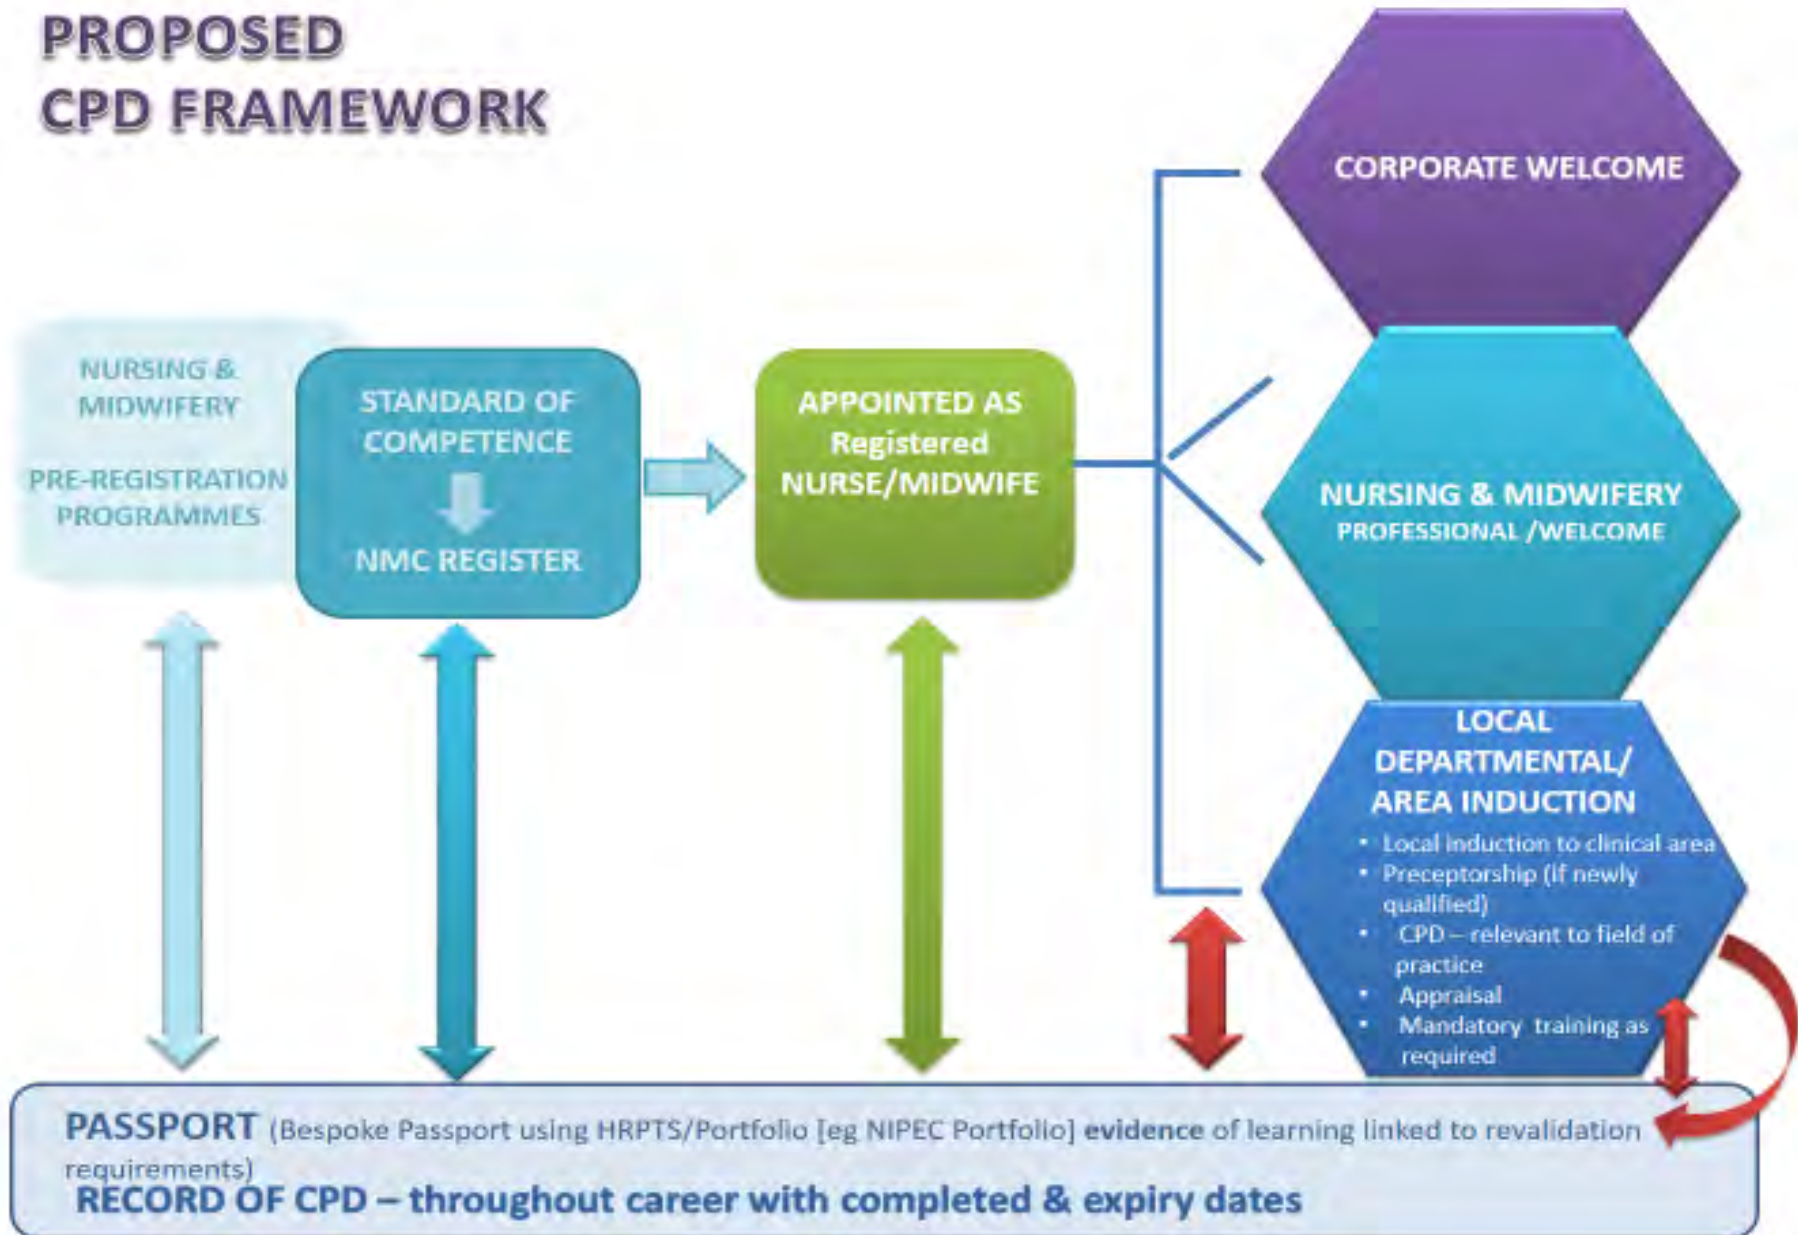 PROPOSED
CPD FRAMEWORK
NURSING &
MIDWIFERY
PRE-REGISTRATION
PROGRAMMES
STANDARD OF
COMPETENCE
NMC REGISTER
APPOINTED AS
Registered
NURSE/MIDWIFE
CORPORATE WELCOME
NURSING & MIDWIFERY
PROFESSIONAL /WELCOME
LOCAL
DEPARTMENTAL/
AREA INDUCTION
• Local induction to clinical area
• Preceptorship (if newly
qualified)
• CPD – relevant to field of
practice
• Appraisal
• Mandatory training as
required
PASSPORT (Bespoke Passport using HRPTS/Portfolio [eg NIPEC Portfolio] evidence of learning linked to revalidation
requirements)
RECORD OF CPD – throughout career with completed & expiry dates